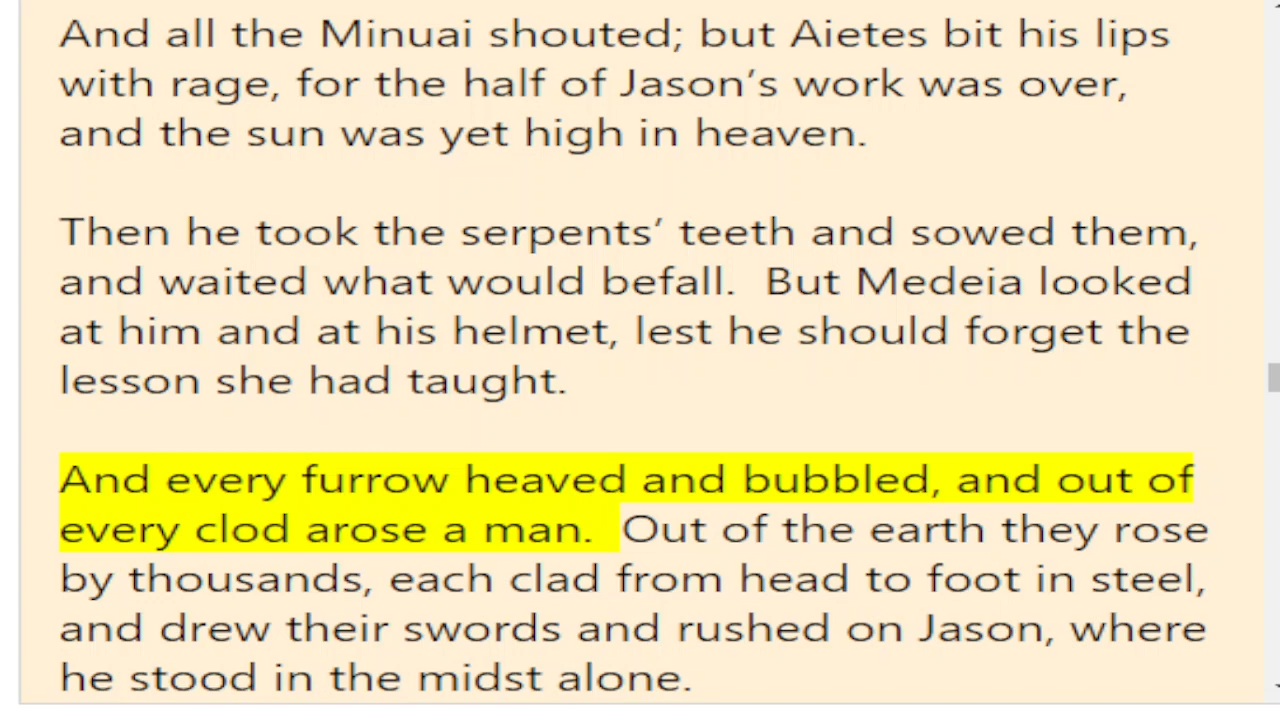 And all the Minuai shouted; but Aietes bit his lips
with rage, for the half of Jason’s work was over,
and the sun was yet high in heaven.
Then he took the serpents’ teeth and sowed them,
and waited what would befall.  But Medeia looked
at him and at his helmet, lest he should forget the
lesson she had taught.
And every furrow heaved and bubbled, and out of
every clod arose a man.  Out of the earth they rose
by thousands, each clad from head to foot in steel,
and drew their swords and rushed on Jason, where
he stood in the midst alone.